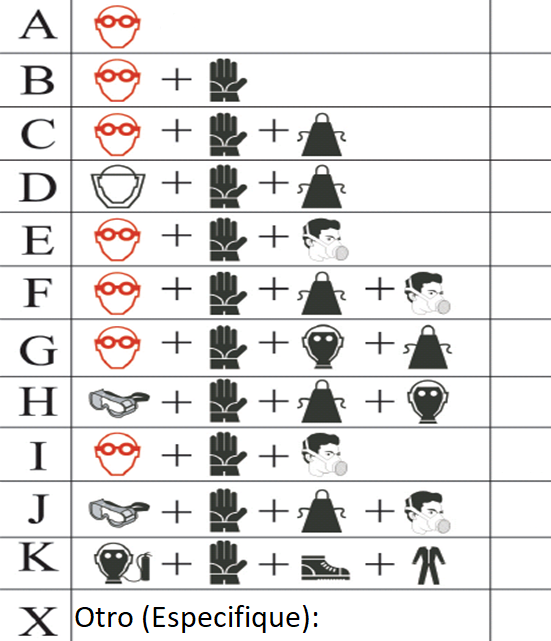 A
B +
C + +
D + +
E + +
F + + +
G + + +
H + + +
I + +
J + + +
K + + +
X Otro (Especifique):